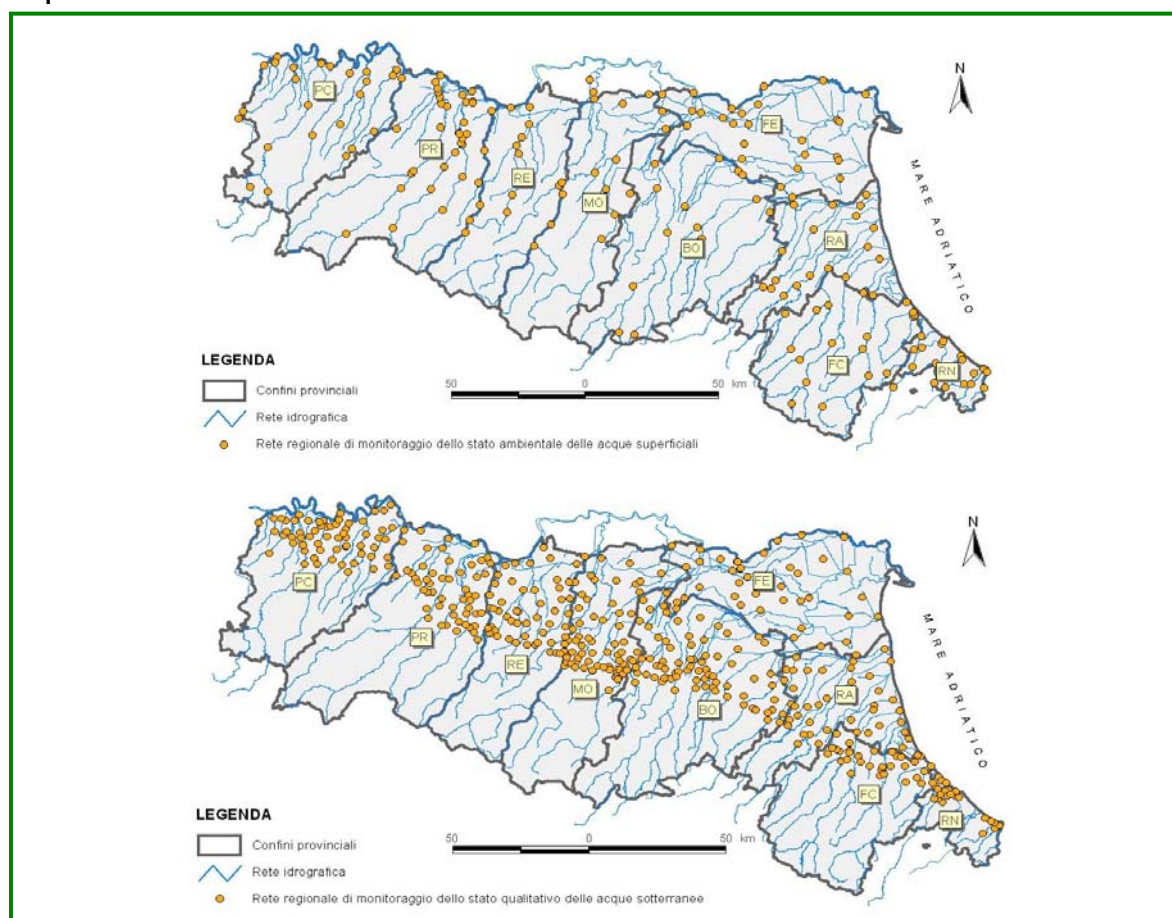 N
PC
FE
PR
RE
MO
BO
RA
FC
RN
MARE ADRIATICO
LEGENDA
Confini provinciali
Rete idrografica
Rete regionale di monitoraggio dello stato ambientale delle acque superficiali
50 0 50 km
N
PC
FE
PR
RE
MO
BO
RA
FC
RN
MARE ADRIATICO
LEGENDA
Confini provinciali
Rete idrografica
Rete regionale di monitoraggio dello stato qualitativo delle acque sotterranee
50 0 50 km